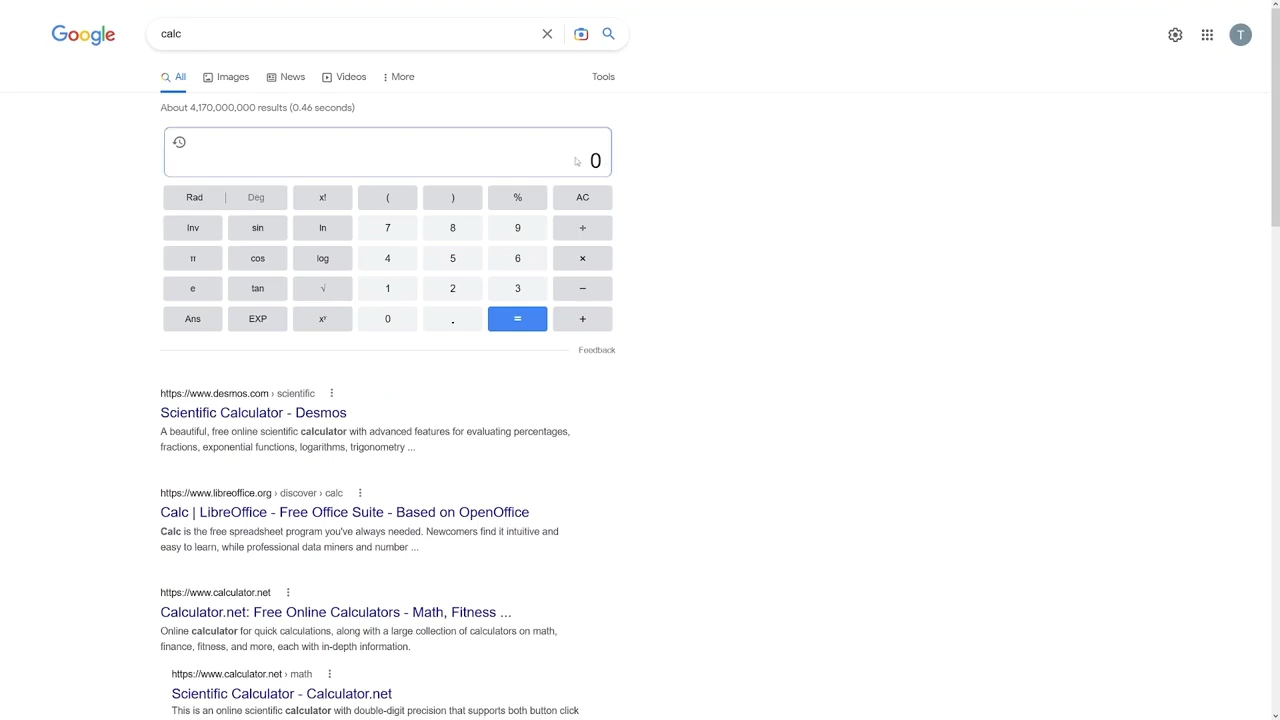 Google
calc
T
All Images News Videos More Tools
About 4,170,000,000 results (0.46 seconds)
0
Rad | Deg x! ( ) % AC
Inv sin ln 7 8 9 ÷
π cos log 4 5 6 ×
e tan √ 1 2 3 −
Ans EXP xʸ 0 . = +
Feedback
https://www.desmos.com › scientific
Scientific Calculator - Desmos
A beautiful, free online scientific calculator with advanced features for evaluating percentages,
fractions, exponential functions, logarithms, trigonometry ...
https://www.libreoffice.org › discover › calc
Calc | LibreOffice - Free Office Suite - Based on OpenOffice
Calc is the free spreadsheet program you've always needed. Newcomers find it intuitive and
easy to learn, while professional data miners and number ...
https://www.calculator.net
Calculator.net: Free Online Calculators - Math, Fitness ...
Online calculator for quick calculations, along with a large collection of calculators on math,
finance, fitness, and more, each with in-depth information.
https://www.calculator.net › math
Scientific Calculator - Calculator.net
This is an online scientific calculator with double-digit precision that supports both button click